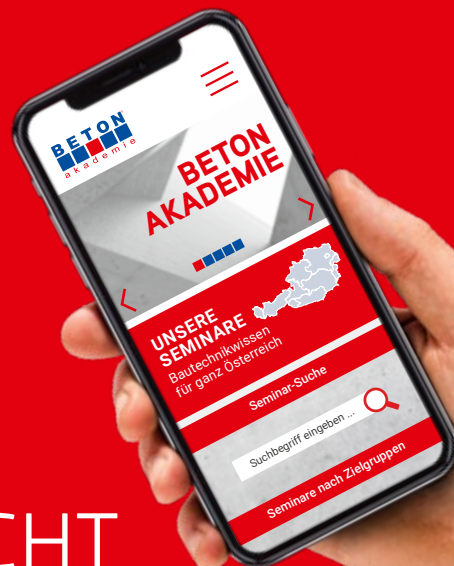 BETON
akademie
BETON
AKADEMIE
UNSERE
SEMINARE
Bautechnikwissen
für ganz Österreich
Seminar-Suche
Suchbegriff eingeben ...
Seminare nach Zielgruppen
CHT